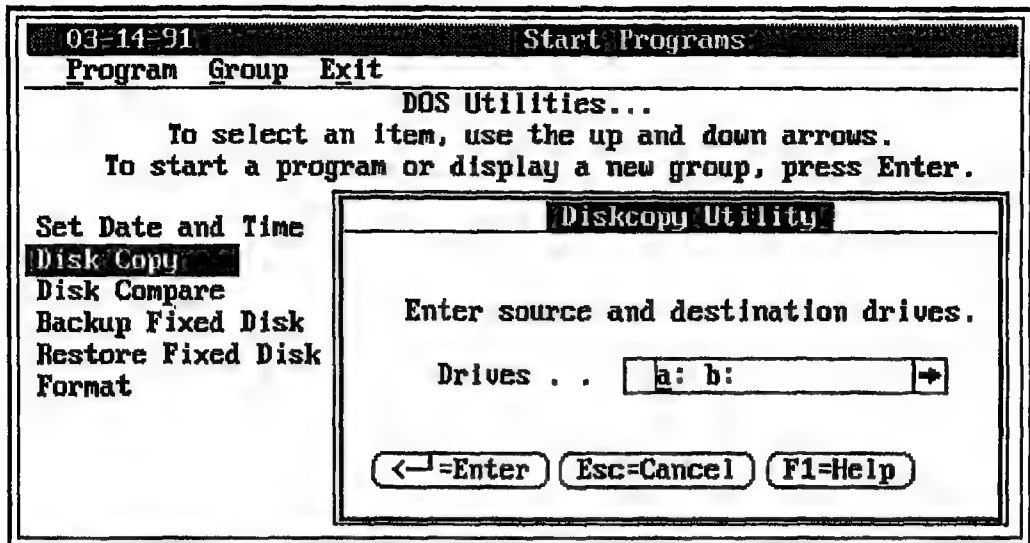 03-14-91 Start Programs
Program Group Exit
DOS Utilities...
To select an item, use the up and down arrows.
To start a program or display a new group, press Enter.
Set Date and Time
Disk Copy
Disk Compare
Backup Fixed Disk
Restore Fixed Disk
Format
Diskcopy Utility
Enter source and destination drives.
Drives . . a: b: →
<─┘=Enter Esc=Cancel F1=Help